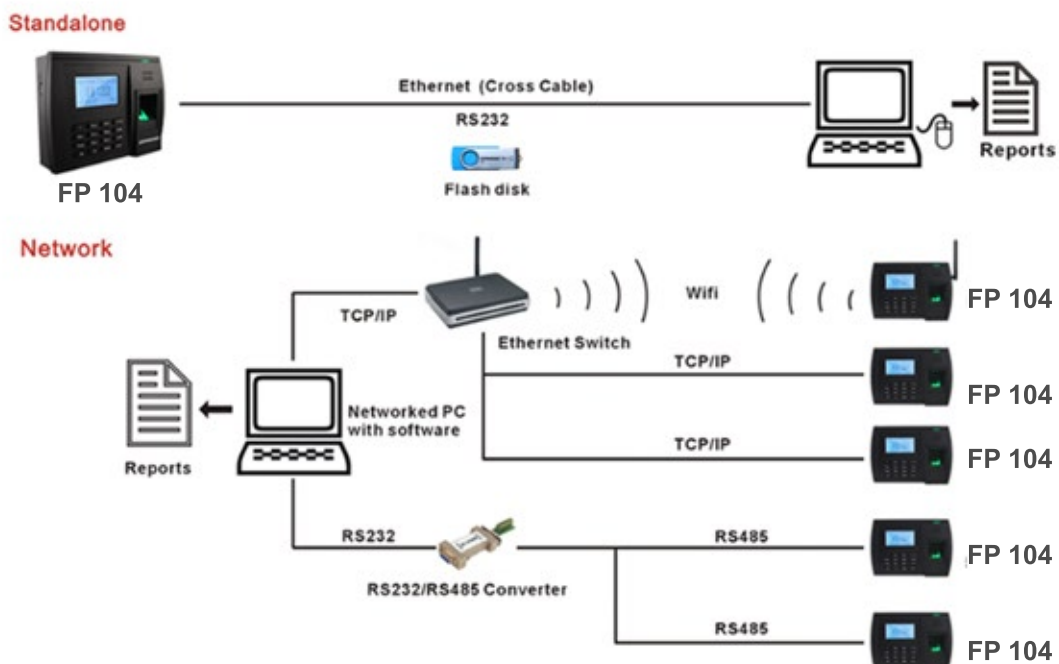 Standalone
Ethernet (Cross Cable)
RS232
Flash disk
Reports
FP 104
Network
TCP/IP
Wifi
FP 104
Ethernet Switch
TCP/IP
FP 104
Networked PC
with software
Reports
TCP/IP
FP 104
RS232
RS232/RS485 Converter
RS485
FP 104
RS485
FP 104